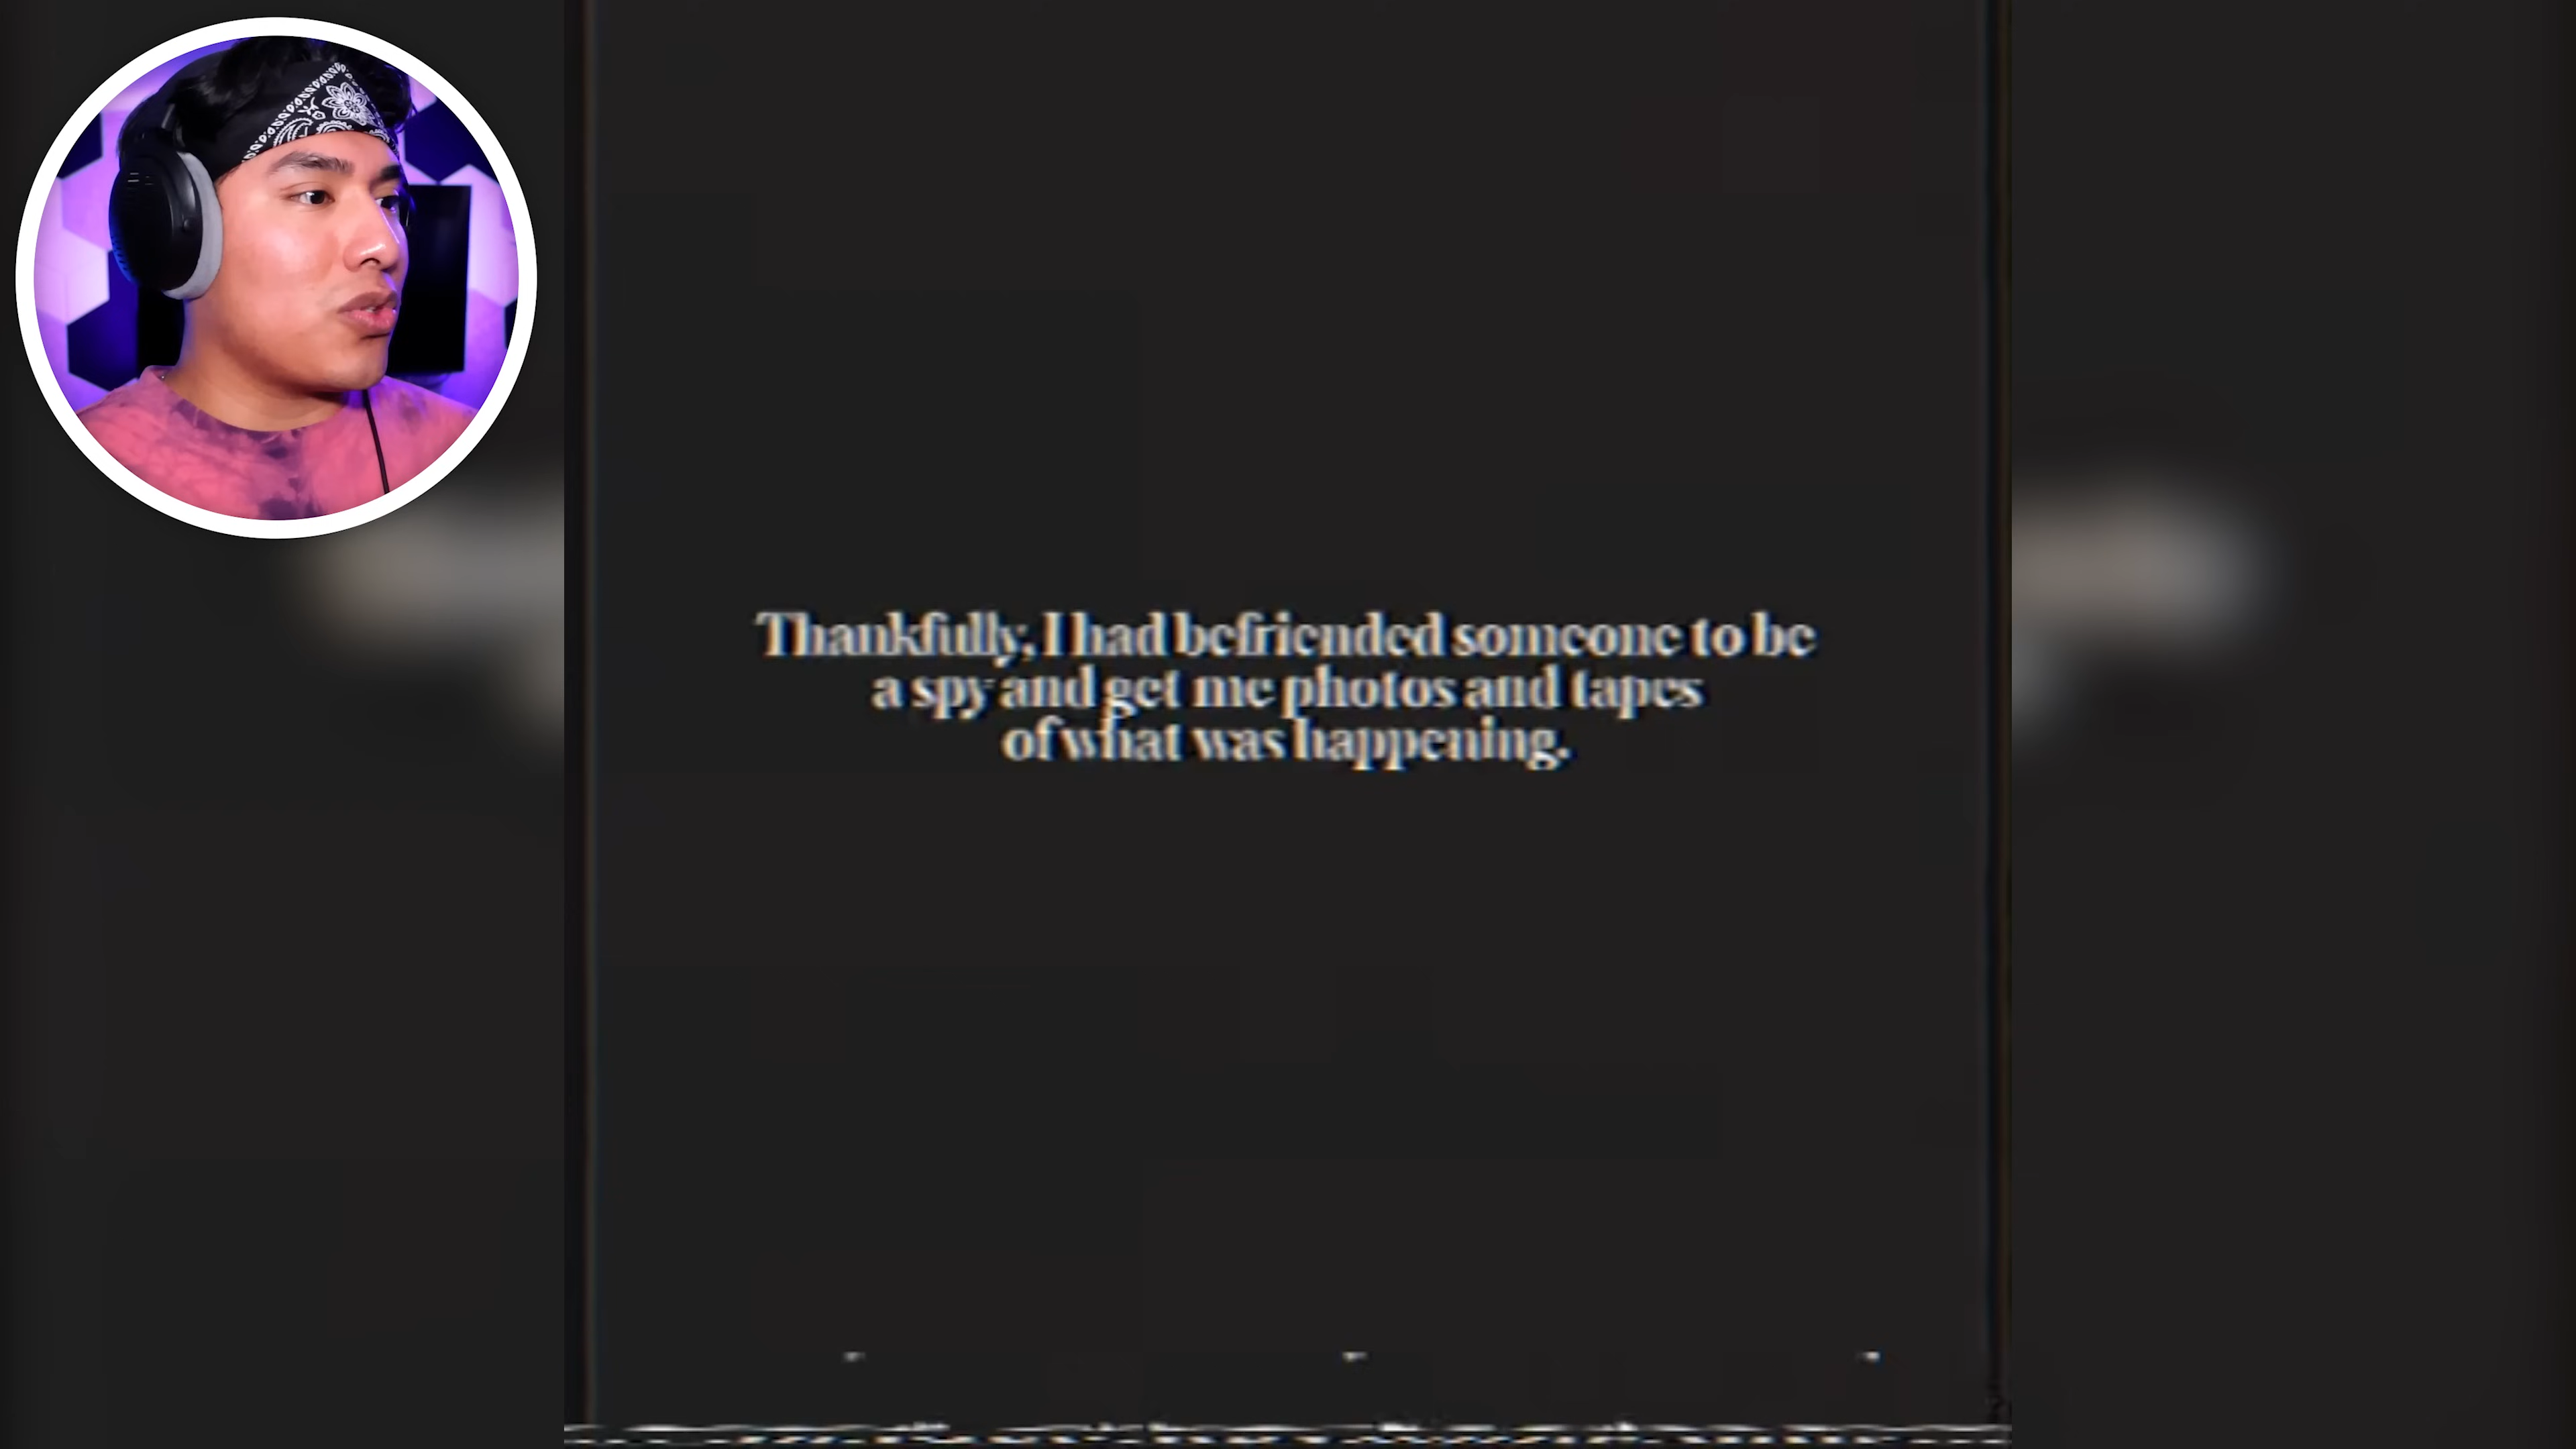 Thankfully, I had befriended someone to be
a spy and get me photos and tapes
of what was happening.